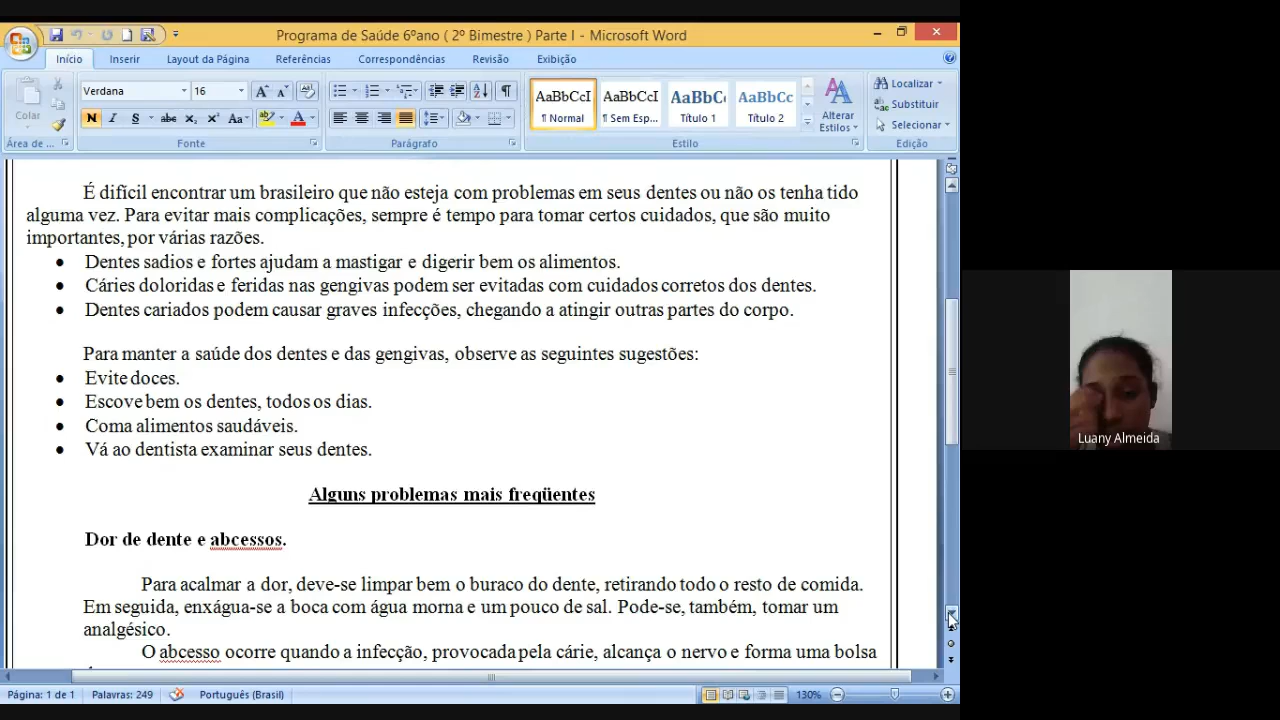 Programa de Saúde 6ºano ( 2º Bimestre ) Parte I - Microsoft Word
Início Inserir Layout da Página Referências Correspondências Revisão Exibição
Verdana 16
AaBbCcI AaBbCcI AaBbC AaBbCc
Colar
¶ Normal ¶ Sem Esp... Título 1 Título 2
Alterar
Estilos
Localizar
Substituir
Selecionar
Área de ... Fonte Parágrafo Estilo Edição
É difícil encontrar um brasileiro que não esteja com problemas em seus dentes ou não os tenha tido
alguma vez. Para evitar mais complicações, sempre é tempo para tomar certos cuidados, que são muito
importantes, por várias razões.
• Dentes sadios e fortes ajudam a mastigar e digerir bem os alimentos.
• Cáries doloridas e feridas nas gengivas podem ser evitadas com cuidados corretos dos dentes.
• Dentes cariados podem causar graves infecções, chegando a atingir outras partes do corpo.
Para manter a saúde dos dentes e das gengivas, observe as seguintes sugestões:
• Evite doces.
• Escove bem os dentes, todos os dias.
• Coma alimentos saudáveis.
• Vá ao dentista examinar seus dentes.
Alguns problemas mais freqüentes
Dor de dente e abcessos.
Para acalmar a dor, deve-se limpar bem o buraco do dente, retirando todo o resto de comida.
Em seguida, enxágua-se a boca com água morna e um pouco de sal. Pode-se, também, tomar um
analgésico.
O abcesso ocorre quando a infecção, provocada pela cárie, alcança o nervo e forma uma bolsa
Página: 1 de 1 Palavras: 249 Português (Brasil) 130%
Luany Almeida